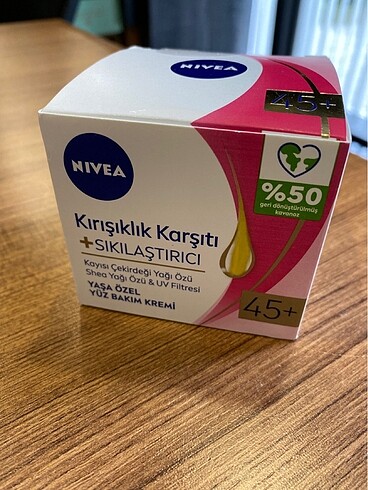 NIVEA
45+
NIVEA
%50
geri dönüştürülmüş
kavanoz
Kırışıklık Karşıtı
+SIKILAŞTIRICI
Kayısı Çekirdeği Yağı Özü
Shea Yağı Özü & UV Filtresi
YAŞA ÖZEL
YÜZ BAKIM KREMİ
45+